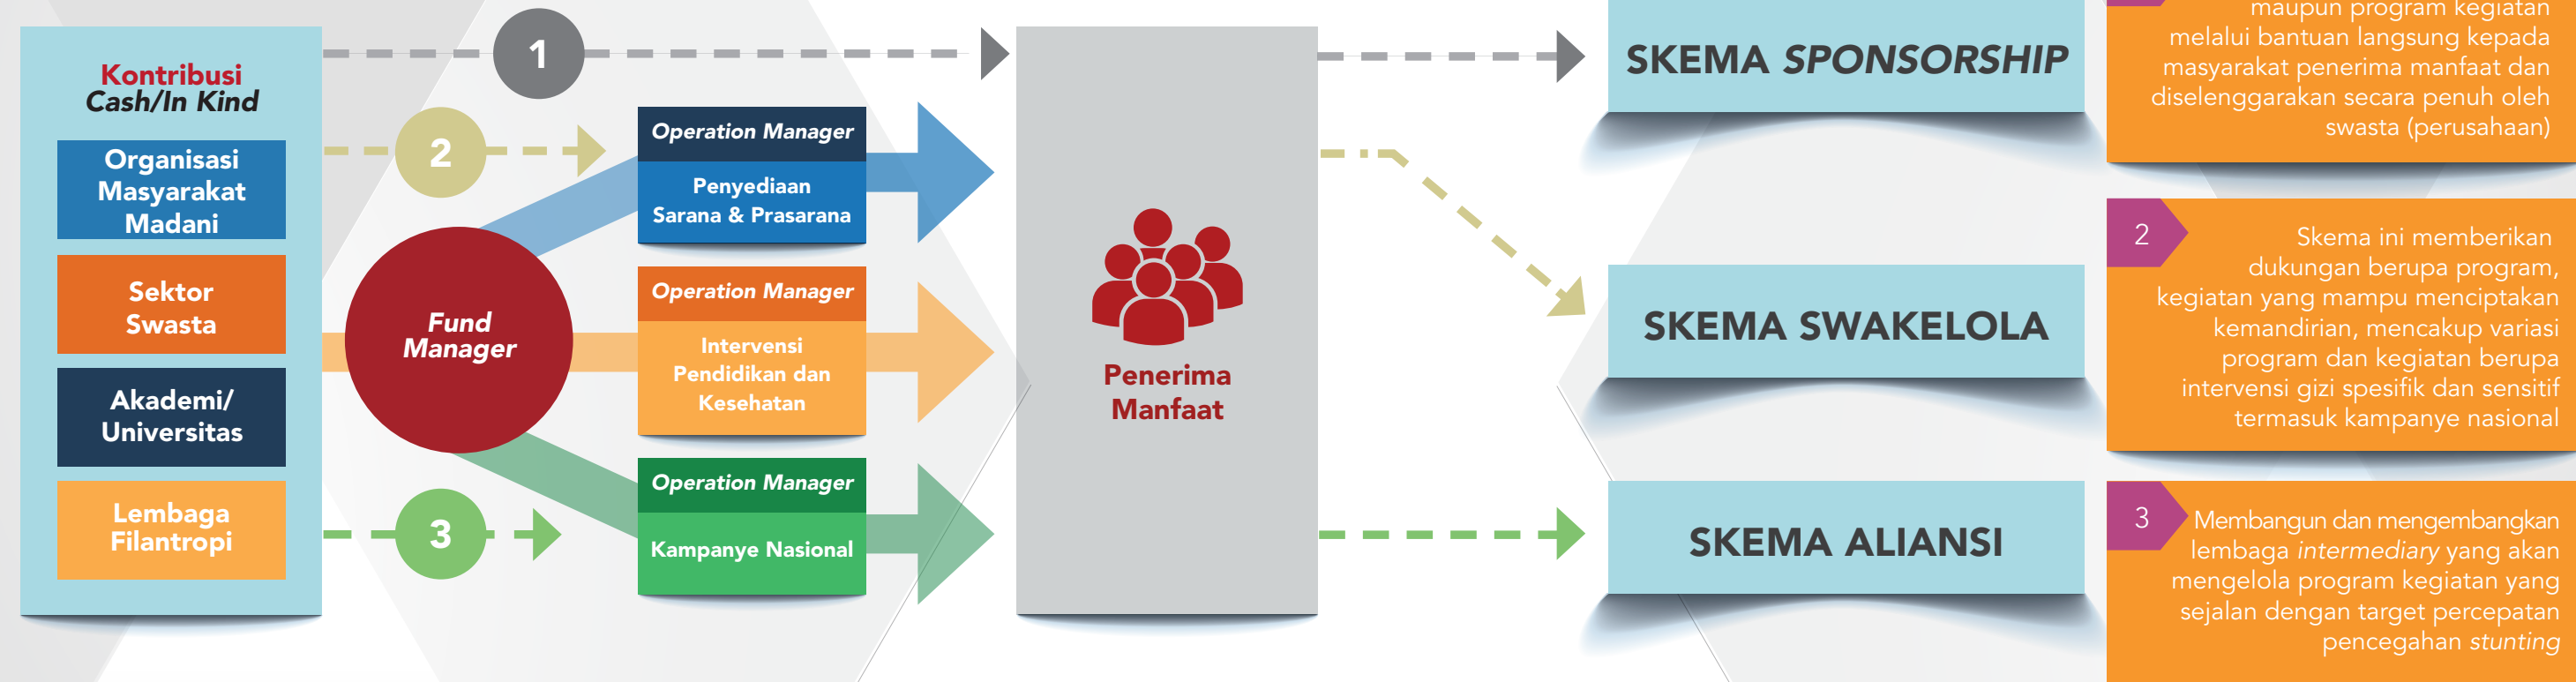 Kontribusi
Cash/In Kind
Organisasi
Masyarakat
Madani
Sektor
Swasta
Akademi/
Universitas
Lembaga
Filantropi
1
2
3
Fund
Manager
Operation Manager
Penyediaan
Sarana & Prasarana
Operation Manager
Intervensi
Pendidikan dan
Kesehatan
Operation Manager
Kampanye Nasional
Penerima
Manfaat
SKEMA SPONSORSHIP
SKEMA SWAKELOLA
SKEMA ALIANSI
maupun program kegiatan
melalui bantuan langsung kepada
masyarakat penerima manfaat dan
diselenggarakan secara penuh oleh
swasta (perusahaan)
2
Skema ini memberikan
dukungan berupa program,
kegiatan yang mampu menciptakan
kemandirian, mencakup variasi
program dan kegiatan berupa
intervensi gizi spesifik dan sensitif
termasuk kampanye nasional
3
Membangun dan mengembangkan
lembaga intermediary yang akan
mengelola program kegiatan yang
sejalan dengan target percepatan
pencegahan stunting